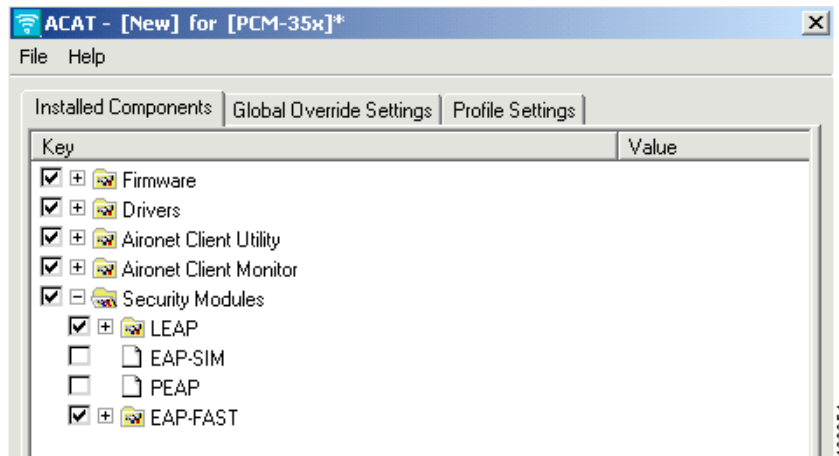 ACAT - [New] for [PCM-35x]*
File Help
Installed Components Global Override Settings Profile Settings
Key Value
Firmware
Drivers
Aironet Client Utility
Aironet Client Monitor
Security Modules
LEAP
EAP-SIM
PEAP
EAP-FAST